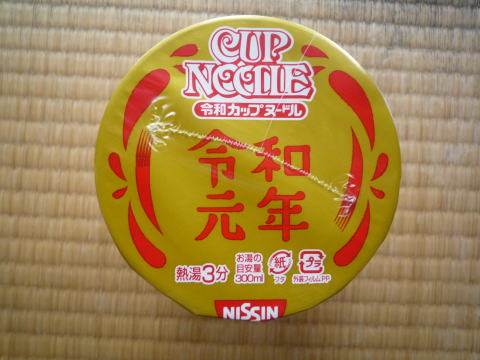 CUP
NOODLE
令和カップヌードル
令和
元年
熱湯3分
お湯の
目安量
300ml
紙
フタ
プラ
外装フィルムPP
NISSIN